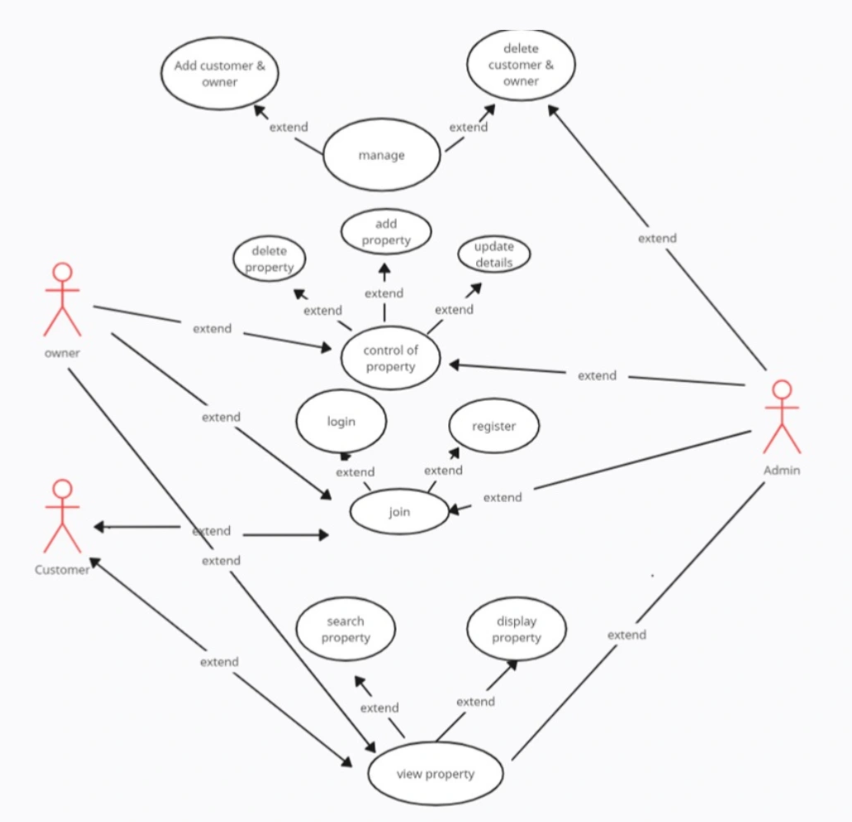 Add customer &
owner
delete
customer &
owner
extend
extend
manage
extend
add
property
delete
property
update
details
extend
extend
extend
extend
control of
property
extend
owner
extend
login
register
extend
extend
Admin
extend
join
extend
Customer
extend
search
property
display
property
extend
extend
extend
extend
view property